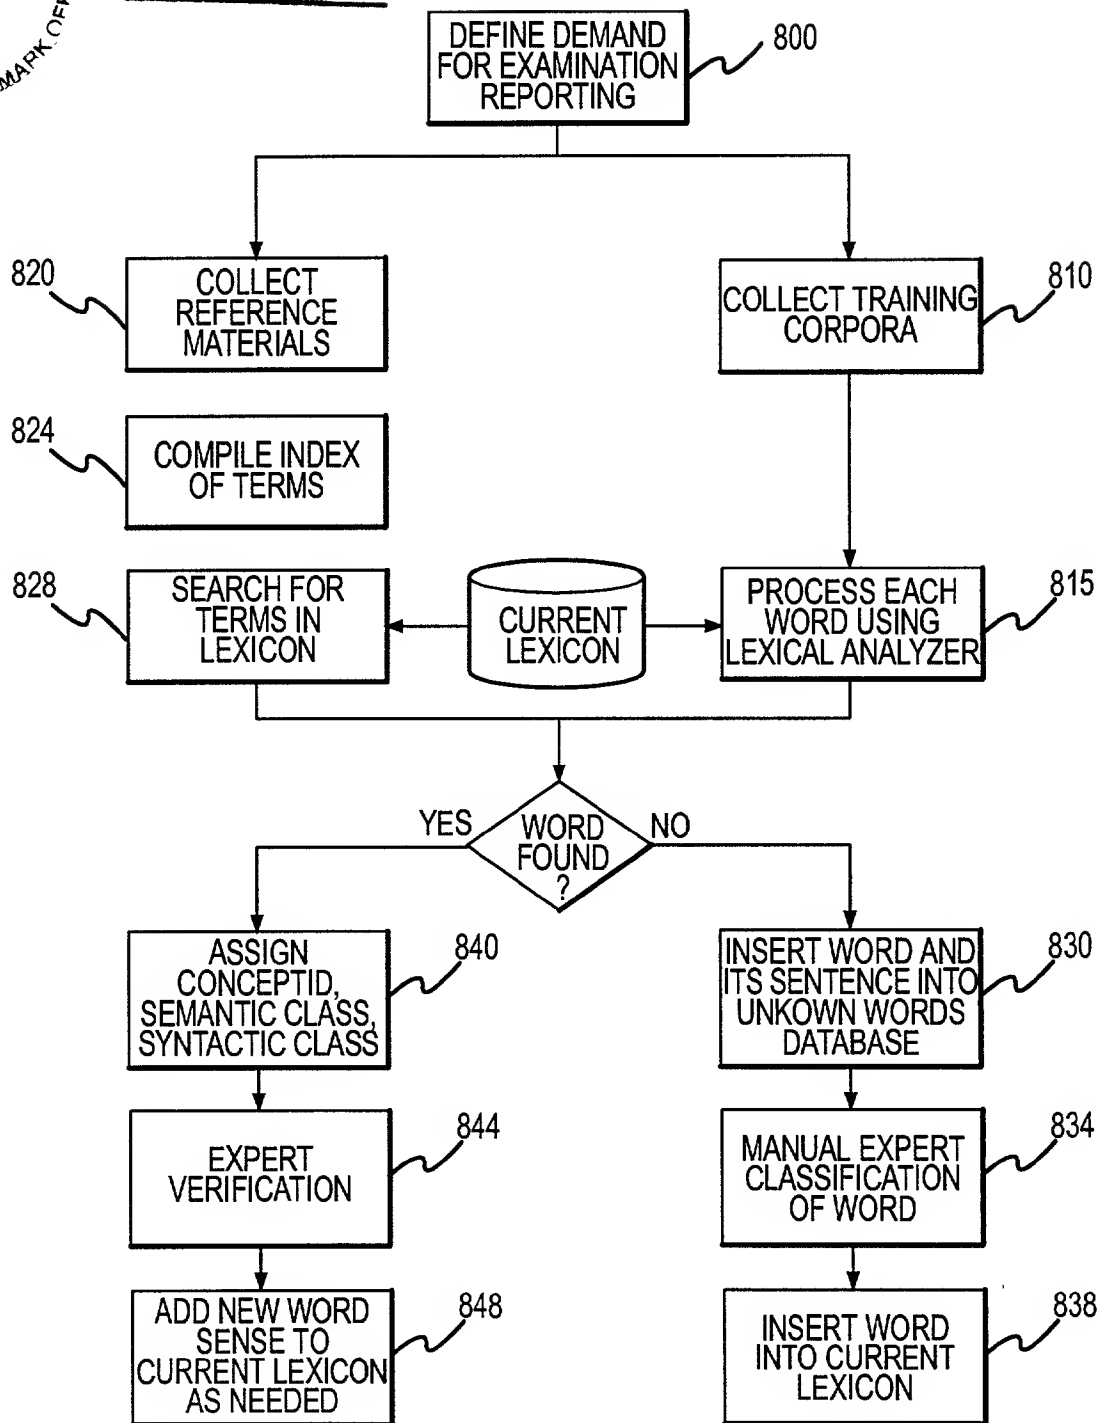 MARK OFF
DEFINE DEMAND
FOR EXAMINATION
REPORTING
800
820
COLLECT
REFERENCE
MATERIALS
COLLECT TRAINING
CORPORA
810
824
COMPILE INDEX
OF TERMS
828
SEARCH FOR
TERMS IN
LEXICON
CURRENT
LEXICON
PROCESS EACH
WORD USING
LEXICAL ANALYZER
815
YES
WORD
FOUND
?
NO
ASSIGN
CONCEPTID,
SEMANTIC CLASS,
SYNTACTIC CLASS
840
INSERT WORD AND
ITS SENTENCE INTO
UNKOWN WORDS
DATABASE
830
EXPERT
VERIFICATION
844
MANUAL EXPERT
CLASSIFICATION
OF WORD
834
ADD NEW WORD
SENSE TO
CURRENT LEXICON
AS NEEDED
848
INSERT WORD
INTO CURRENT
LEXICON
838